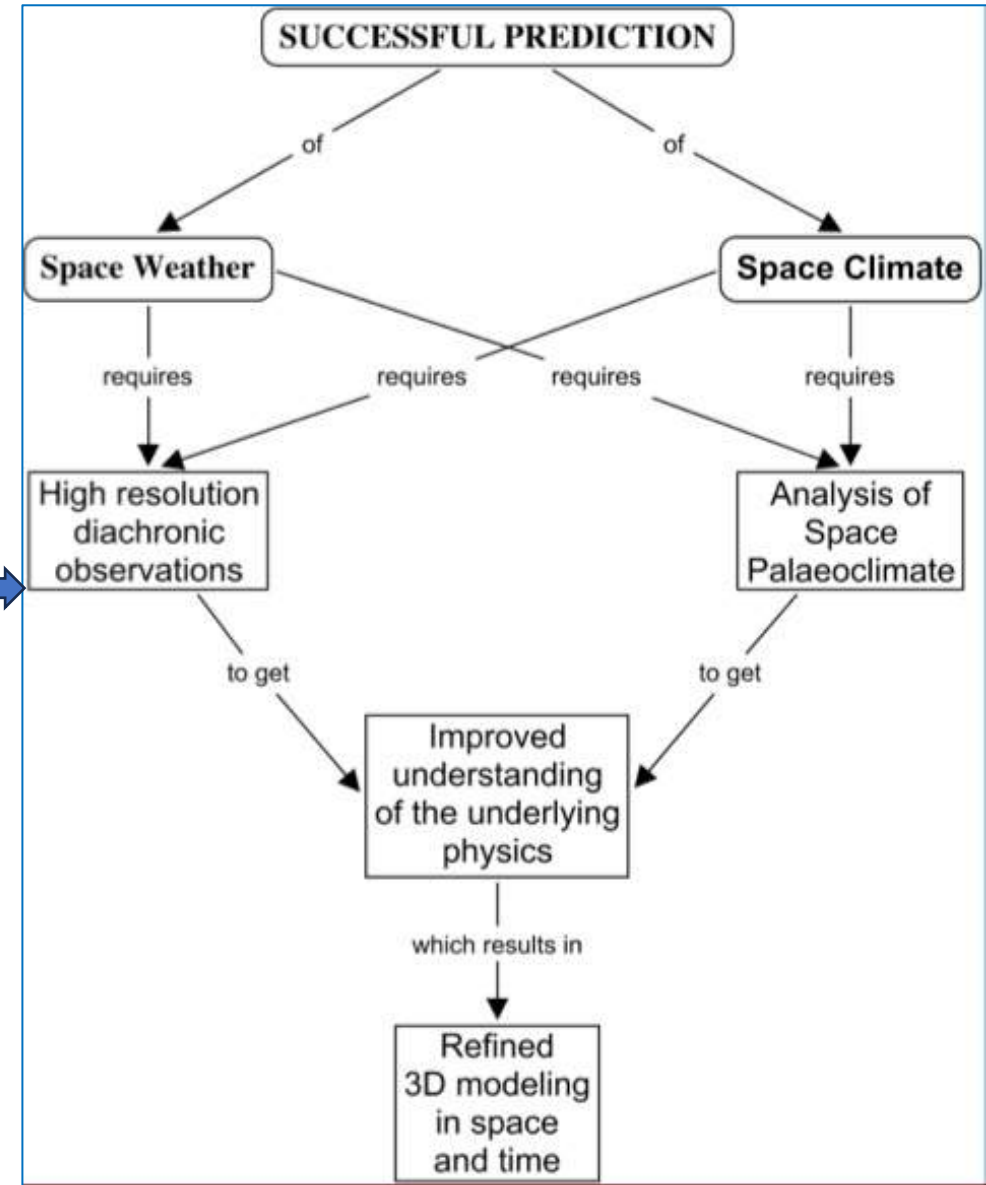 SUCCESSFUL PREDICTION
of
of
Space Weather
Space Climate
requires
requires
requires
requires
High resolution
diachronic
observations
Analysis of
Space
Palaeoclimate
to get
to get
Improved
understanding
of the underlying
physics
which results in
Refined
3D modeling
in space
and time